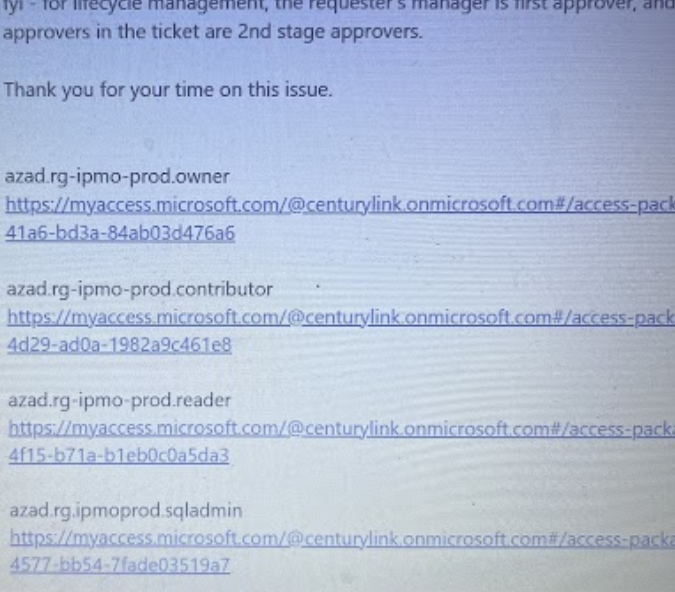 fyi - for lifecycle management, the requester's manager is first approver, and
approvers in the ticket are 2nd stage approvers.
Thank you for your time on this issue.
azad.rg-ipmo-prod.owner
https://myaccess.microsoft.com/@centurylink.onmicrosoft.com#/access-pack
41a6-bd3a-84ab03d476a6
azad.rg-ipmo-prod.contributor
https://myaccess.microsoft.com/@centurylink.onmicrosoft.com#/access-pack
4d29-ad0a-1982a9c461e8
azad.rg-ipmo-prod.reader
https://myaccess.microsoft.com/@centurylink.onmicrosoft.com#/access-packa
4f15-b71a-b1eb0c0a5da3
azad.rg.ipmoprod.sqladmin
https://myaccess.microsoft.com/@centurylink.onmicrosoft.com#/access-packa
4577-bb54-7fade03519a7